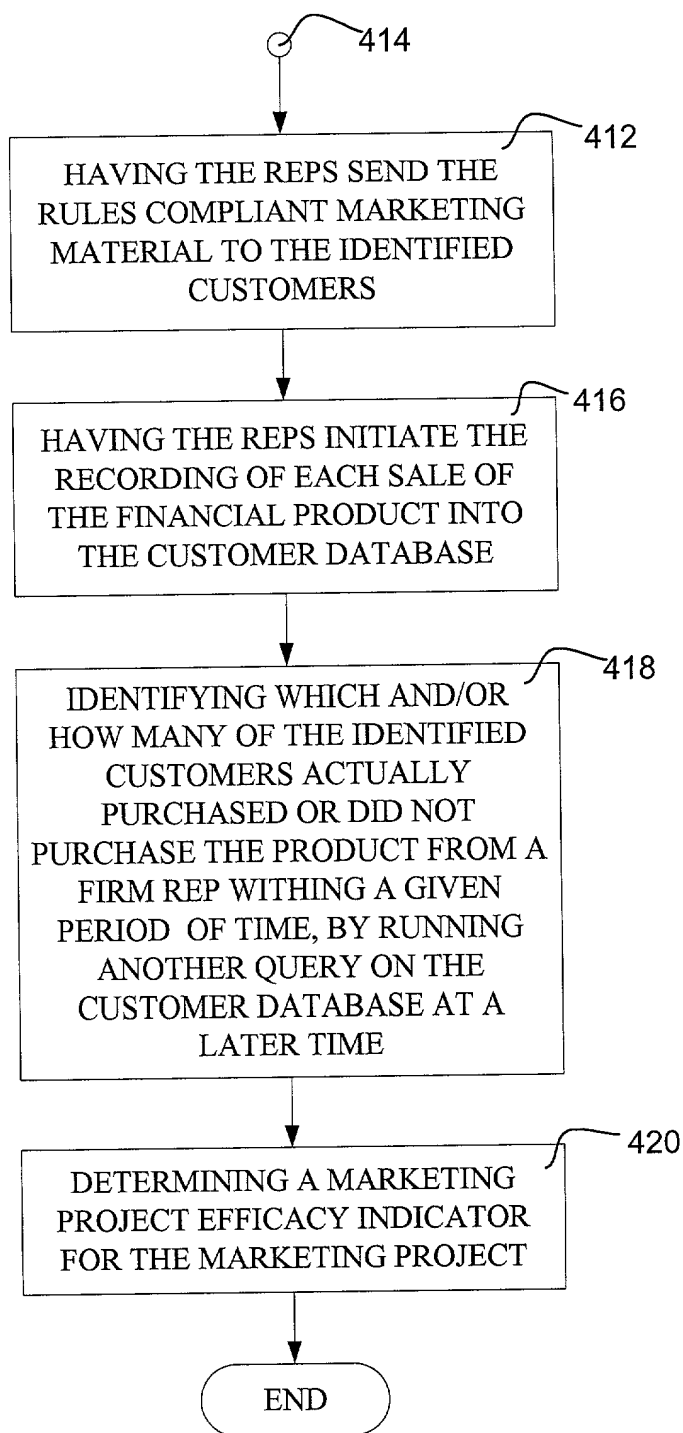 414
412
HAVING THE REPS SEND THE
RULES COMPLIANT MARKETING
MATERIAL TO THE IDENTIFIED
CUSTOMERS
416
HAVING THE REPS INITIATE THE
RECORDING OF EACH SALE OF
THE FINANCIAL PRODUCT INTO
THE CUSTOMER DATABASE
418
IDENTIFYING WHICH AND/OR
HOW MANY OF THE IDENTIFIED
CUSTOMERS ACTUALLY
PURCHASED OR DID NOT
PURCHASE THE PRODUCT FROM A
FIRM REP WITHING A GIVEN
PERIOD OF TIME, BY RUNNING
ANOTHER QUERY ON THE
CUSTOMER DATABASE AT A
LATER TIME
420
DETERMINING A MARKETING
PROJECT EFFICACY INDICATOR
FOR THE MARKETING PROJECT
END